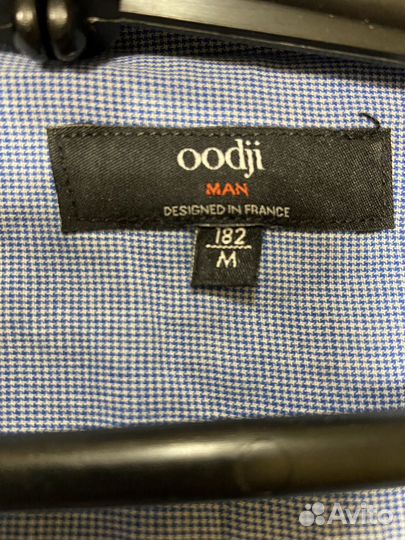 oodji
MAN
DESIGNED IN FRANCE
182
M
Avito